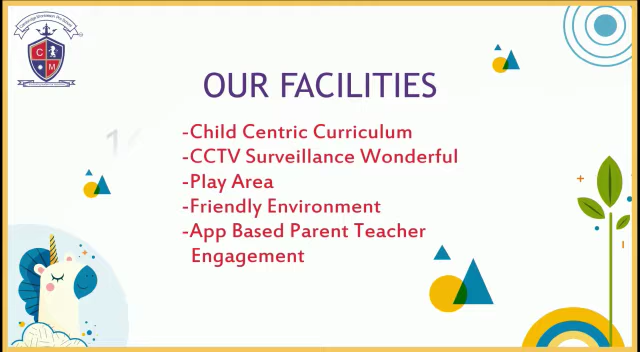 OUR FACILITIES
-Child Centric Curriculum
-CCTV Surveillance Wonderful
-Play Area
-Friendly Environment
-App Based Parent Teacher
Engagement
C
M